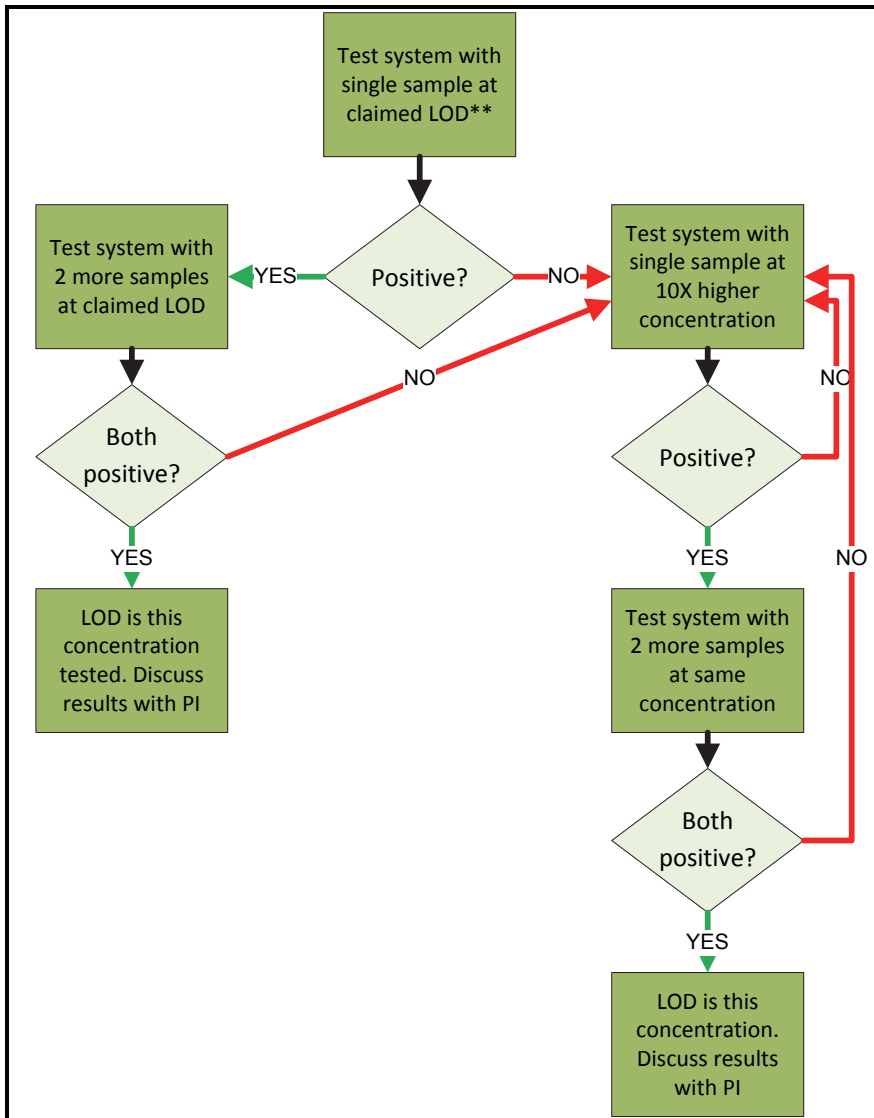 Test system with
single sample at
claimed LOD**
Test system with
2 more samples
at claimed LOD
YES
Positive?
NO
Test system with
single sample at
10X higher
concentration
NO
NO
Both
positive?
Positive?
YES
YES
NO
LOD is this
concentration
tested. Discuss
results with PI
Test system with
2 more samples
at same
concentration
Both
positive?
YES
LOD is this
concentration.
Discuss results
with PI